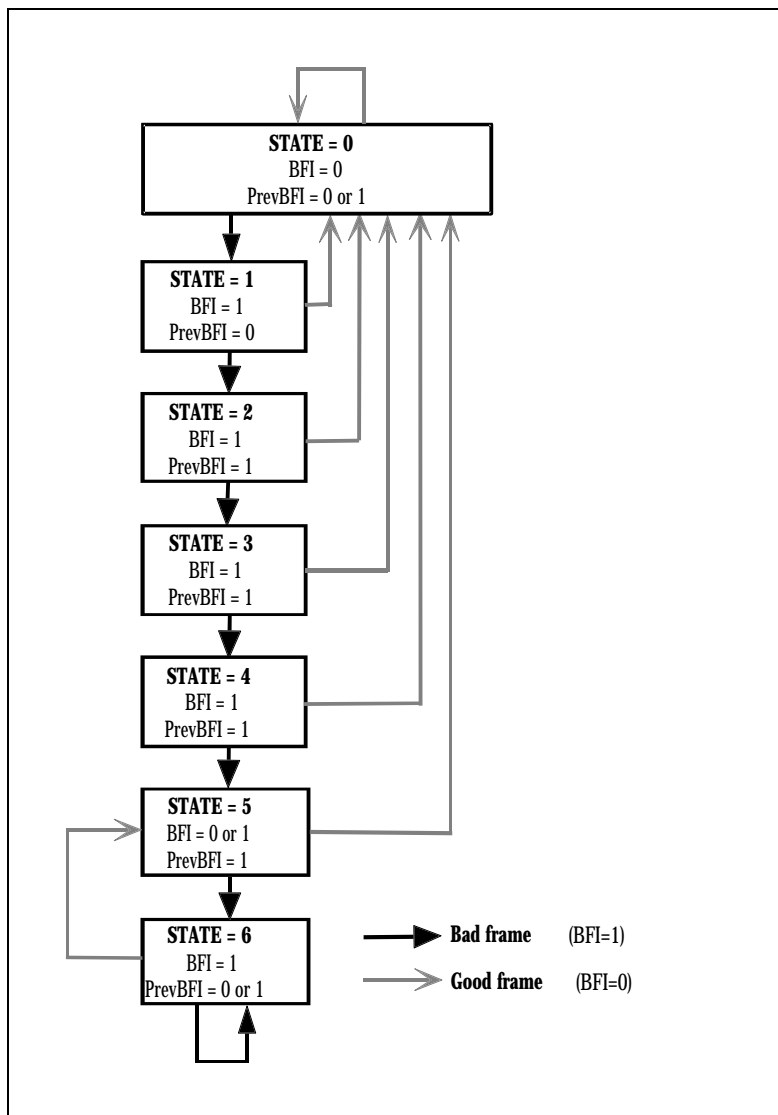 STATE = 0
BFI = 0
PrevBFI = 0 or 1
STATE = 1
BFI = 1
PrevBFI = 0
STATE = 2
BFI = 1
PrevBFI = 1
STATE = 3
BFI = 1
PrevBFI = 1
STATE = 4
BFI = 1
PrevBFI = 1
STATE = 5
BFI = 0 or 1
PrevBFI = 1
STATE = 6
BFI = 1
PrevBFI = 0 or 1
Bad frame (BFI=1)
Good frame (BFI=0)